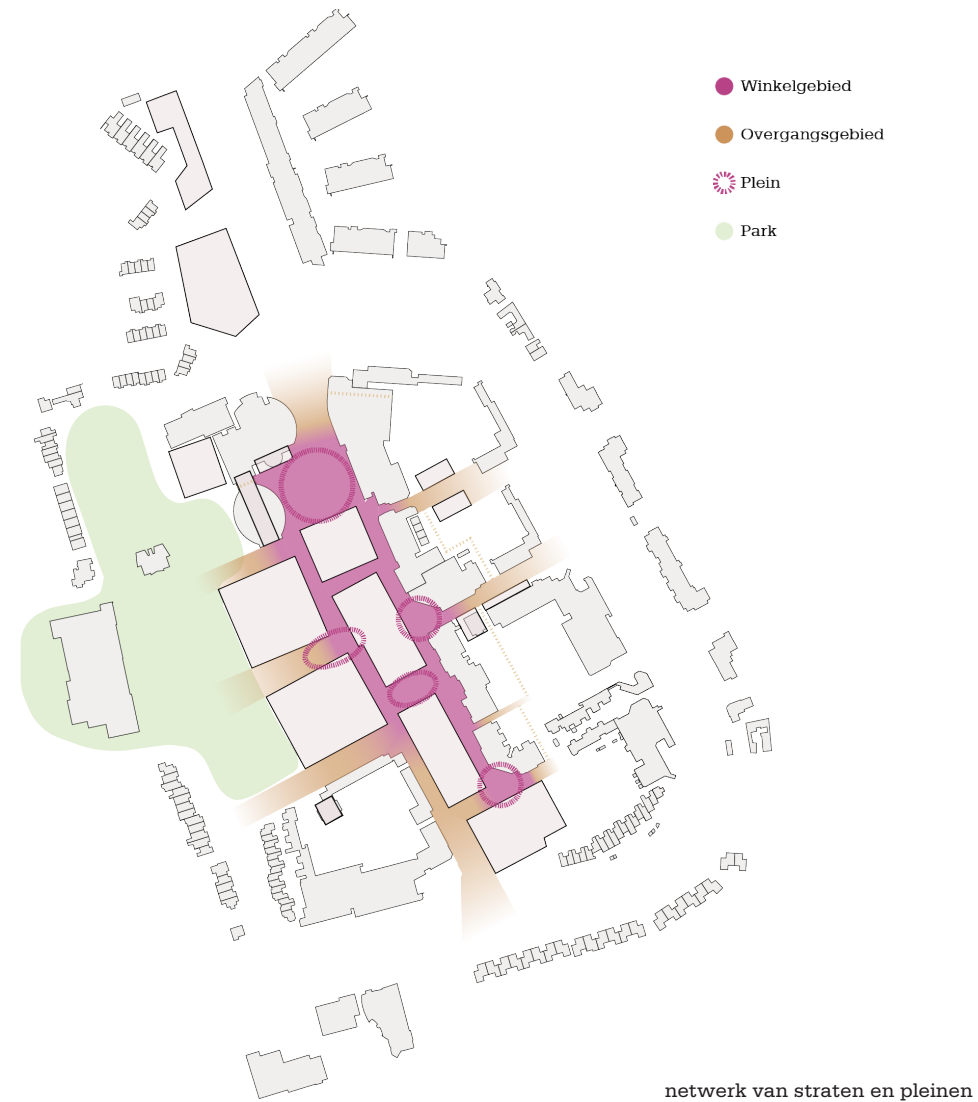 Winkelgebied
Overgangsgebied
Plein
Park
netwerk van straten en pleinen